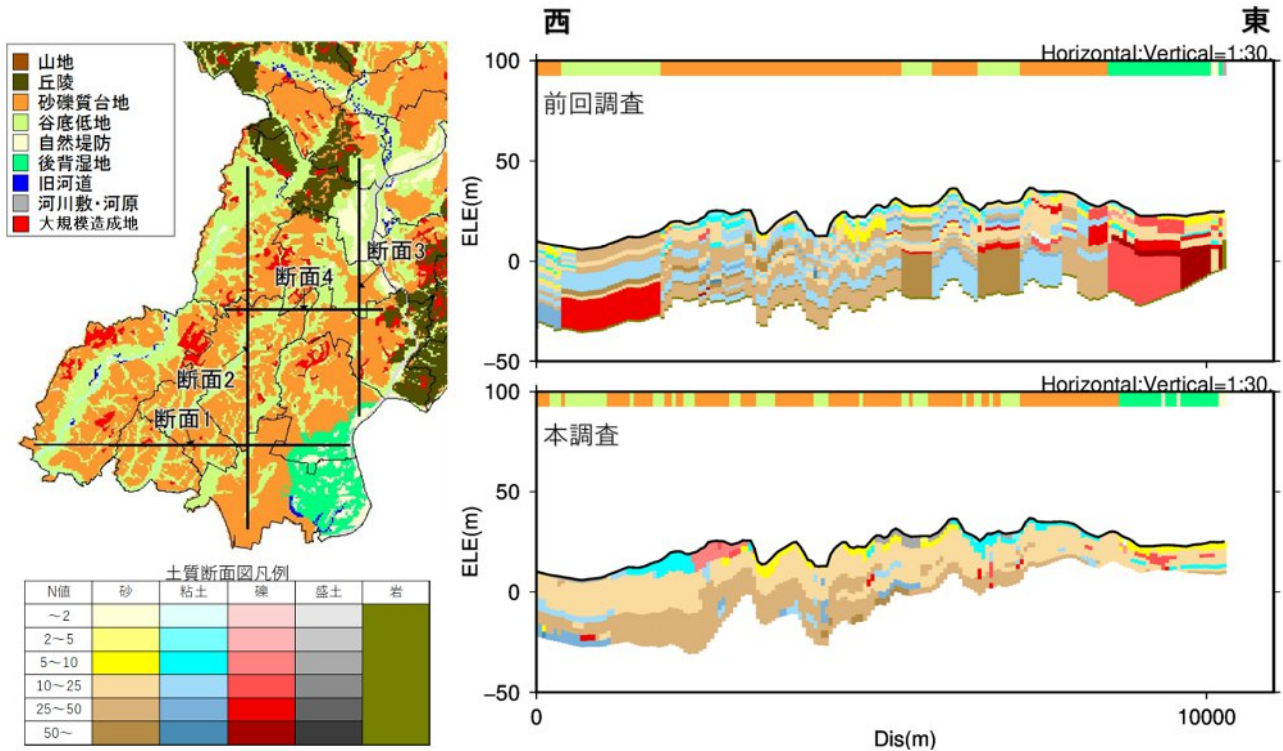 西
東
Horizontal:Vertical=1:30.
100
前回調査
50
0
−50
ELE(m)
Horizontal:Vertical=1:30.
100
本調査
50
0
−50
ELE(m)
0
10000
Dis(m)
山地
丘陵
砂礫質台地
谷底低地
自然堤防
後背湿地
旧河道
河川敷・河原
大規模造成地
断面3
断面4
断面2
断面1
土質断面図凡例
N値 砂 粘土 礫 盛土 岩
～2
2～5
5～10
10～25
25～50
50～